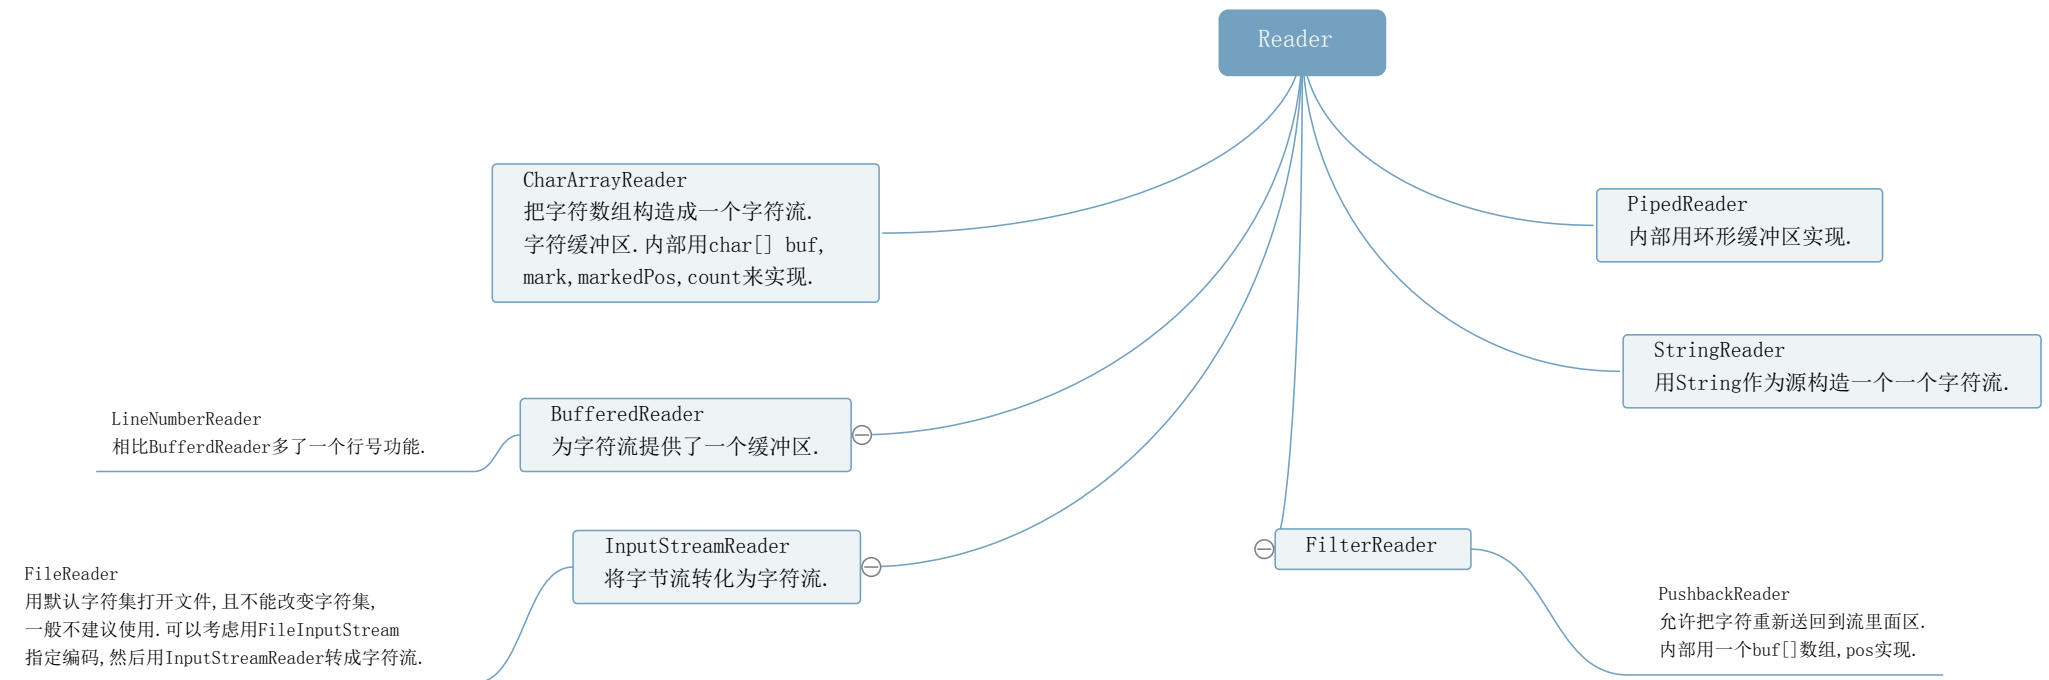 Reader
CharArrayReader
把字符数组构造成一个字符流.
字符缓冲区.内部用char[] buf,
mark,markedPos,count来实现.
PipedReader
内部用环形缓冲区实现.
StringReader
用String作为源构造一个一个字符流.
LineNumberReader
相比BufferdReader多了一个行号功能.
BufferedReader
为字符流提供了一个缓冲区.
InputStreamReader
将字节流转化为字符流.
FilterReader
FileReader
用默认字符集打开文件,且不能改变字符集,
一般不建议使用.可以考虑用FileInputStream
指定编码,然后用InputStreamReader转成字符流.
PushbackReader
允许把字符重新送回到流里面区.
内部用一个buf[]数组,pos实现.